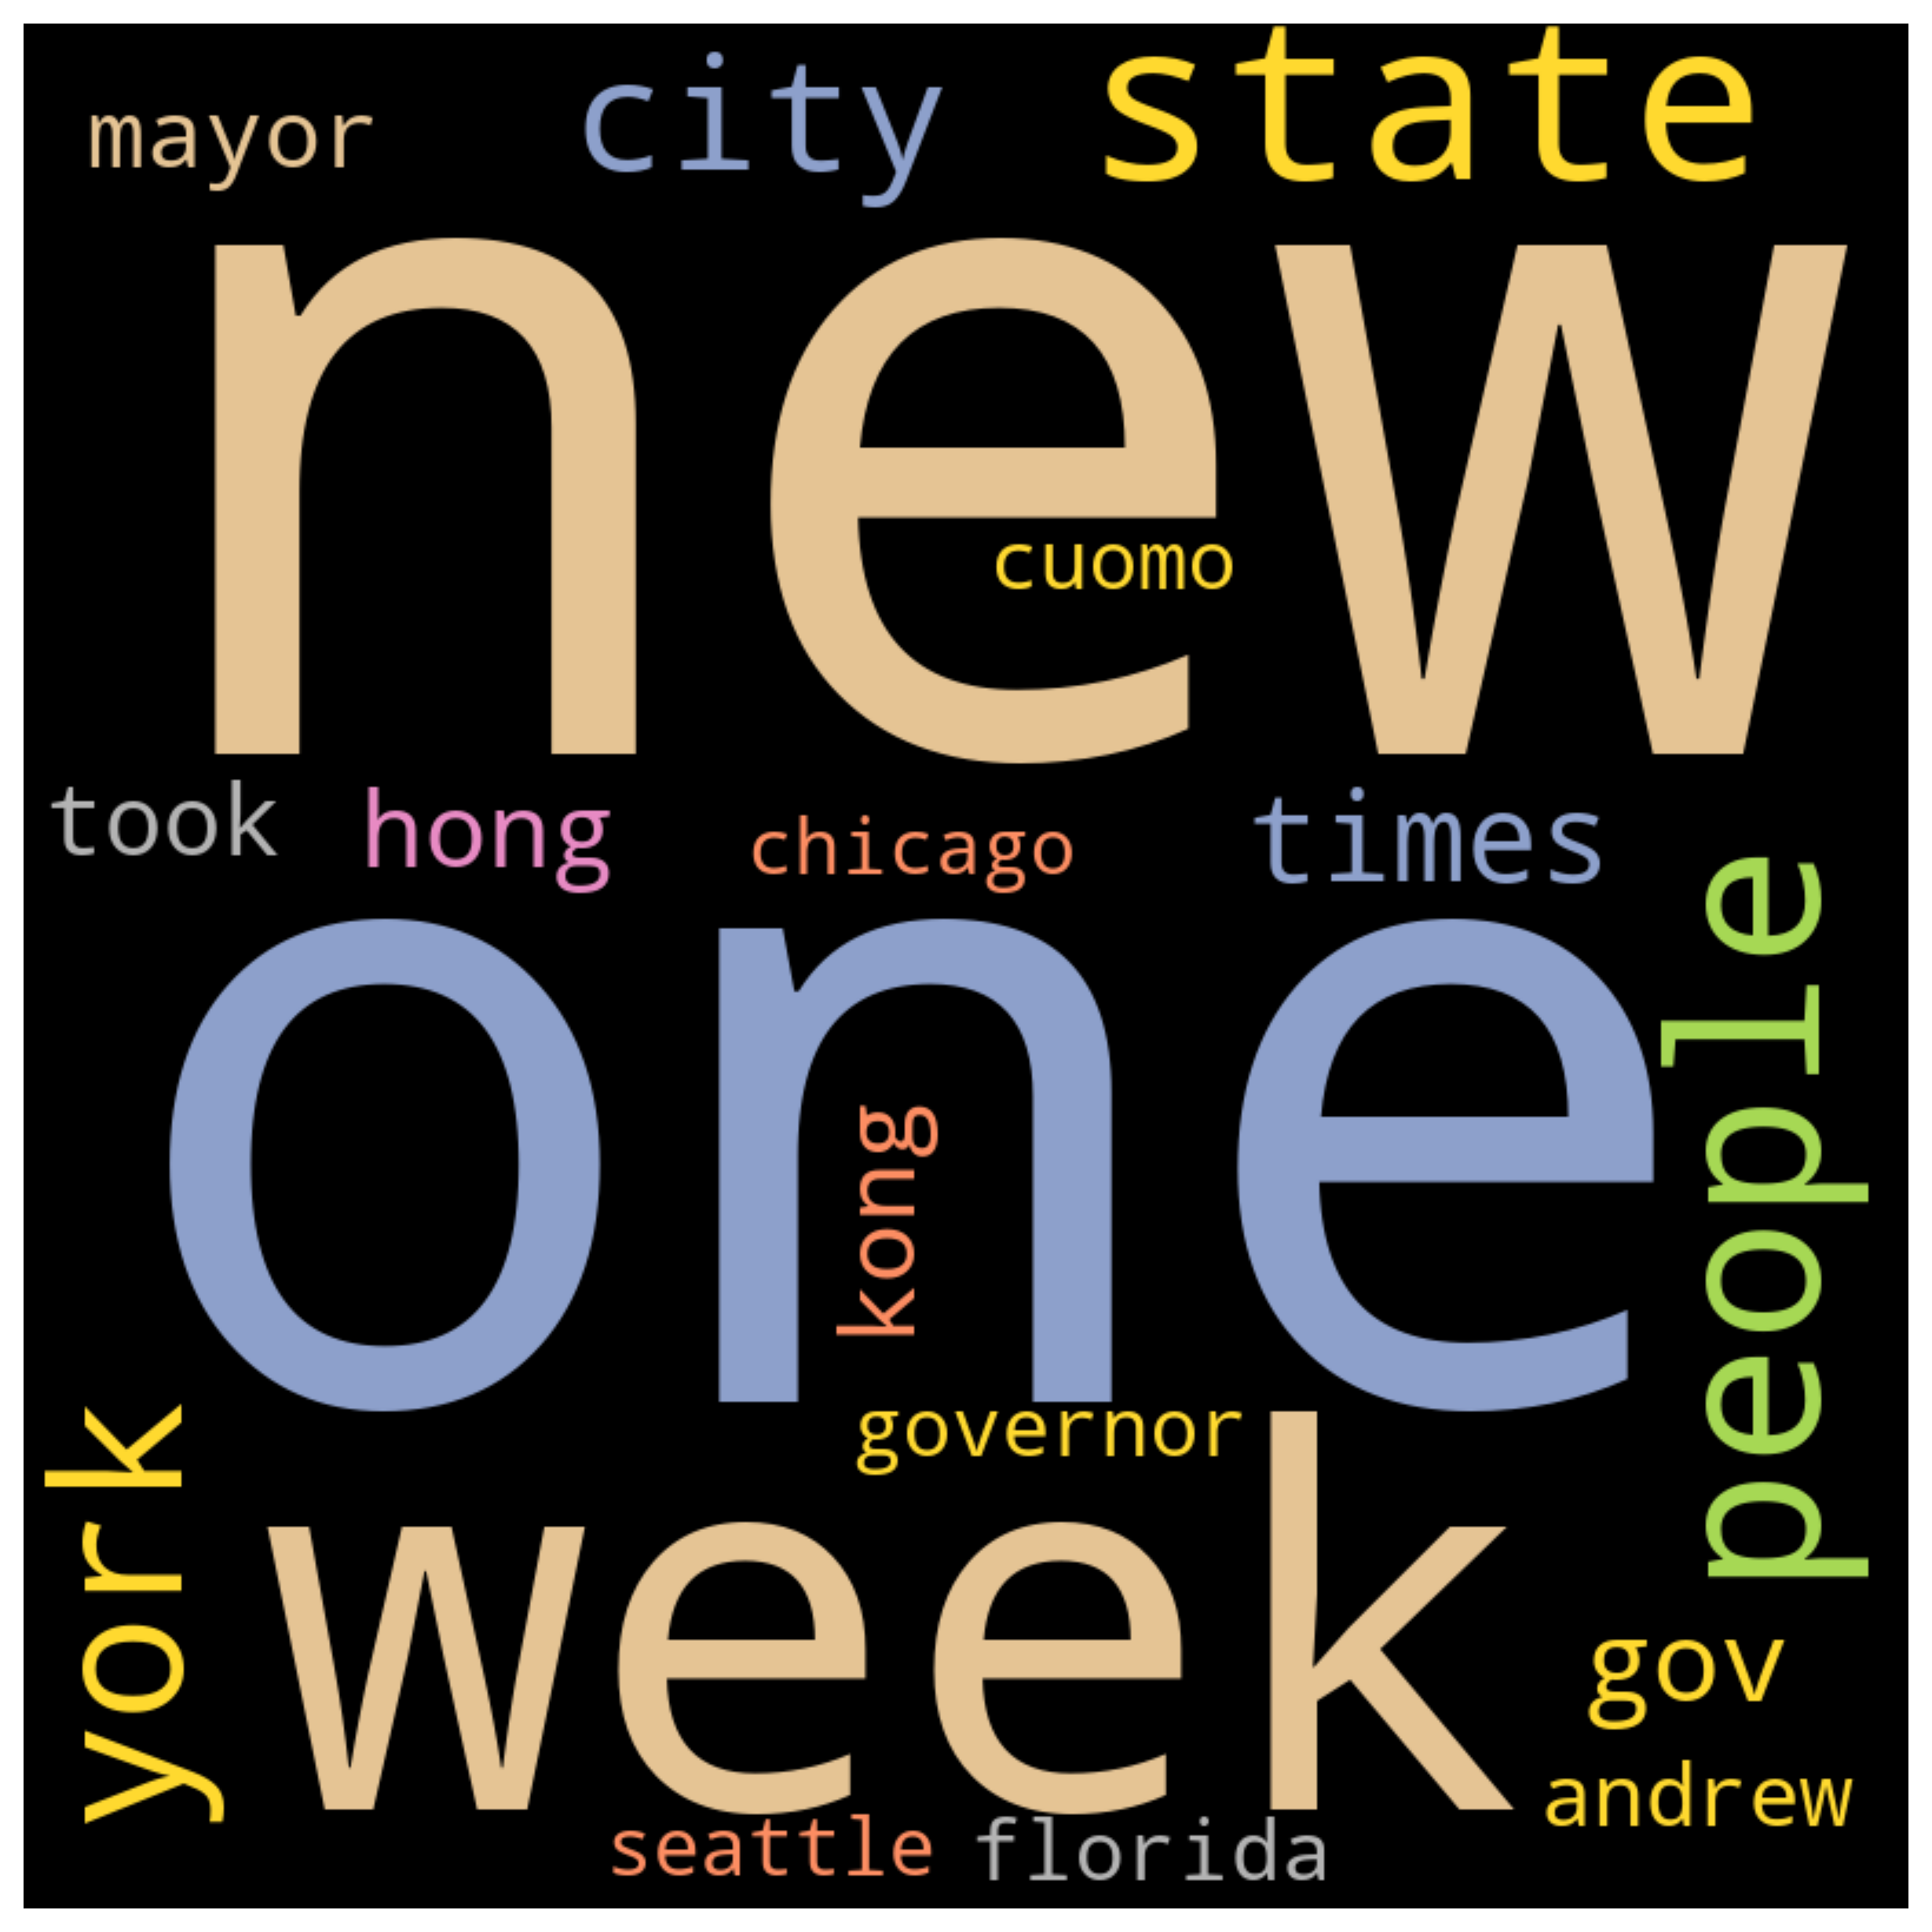 mayor city state
new
cuomo
took hong chicago times
people
one
kong
governor
york
week
gov
andrew
seattle florida